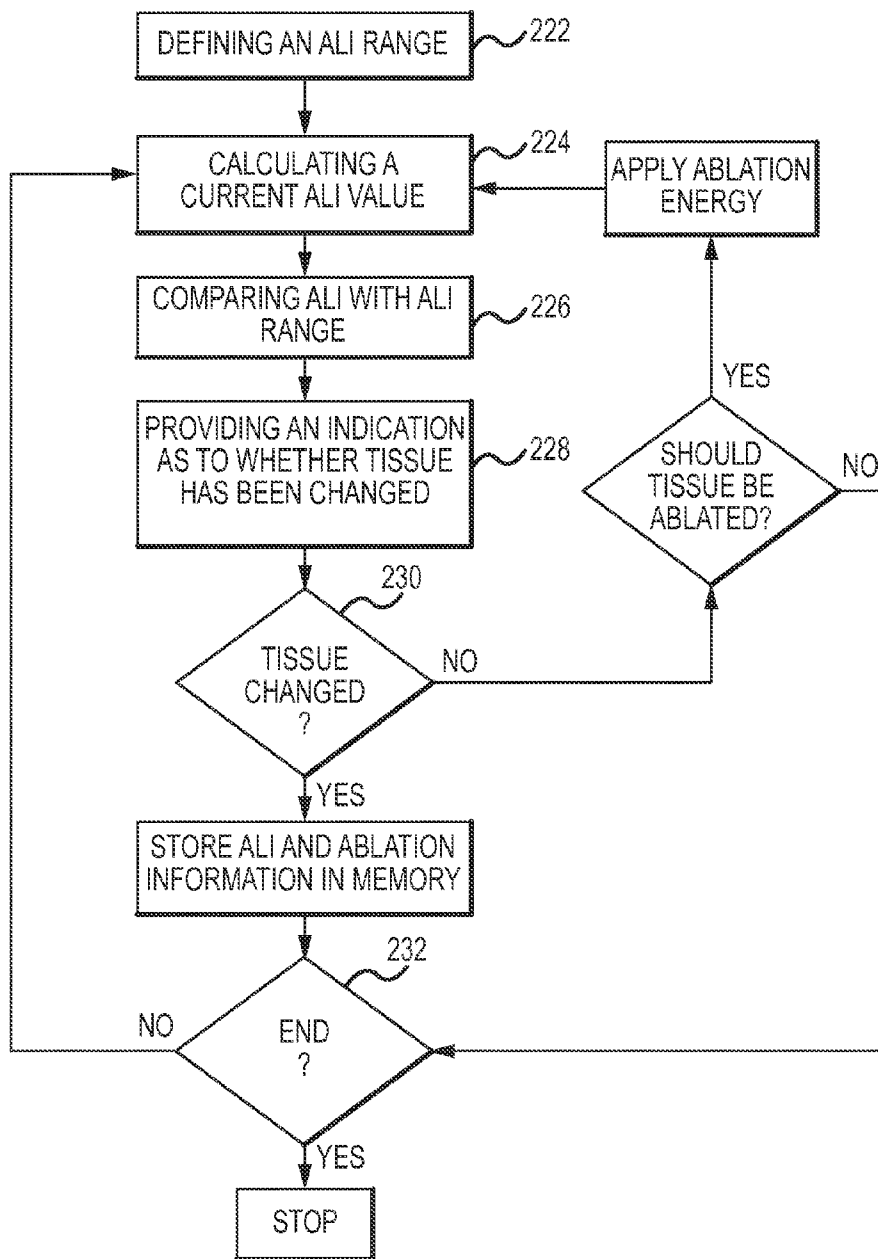 DEFINING AN ALI RANGE
222
CALCULATING A
CURRENT ALI VALUE
224
APPLY ABLATION
ENERGY
COMPARING ALI WITH ALI
RANGE
226
YES
PROVIDING AN INDICATION
AS TO WHETHER TISSUE
HAS BEEN CHANGED
228
SHOULD
TISSUE BE
ABLATED?
NO
230
TISSUE
CHANGED
?
NO
YES
STORE ALI AND ABLATION
INFORMATION IN MEMORY
232
NO
END
?
YES
STOP